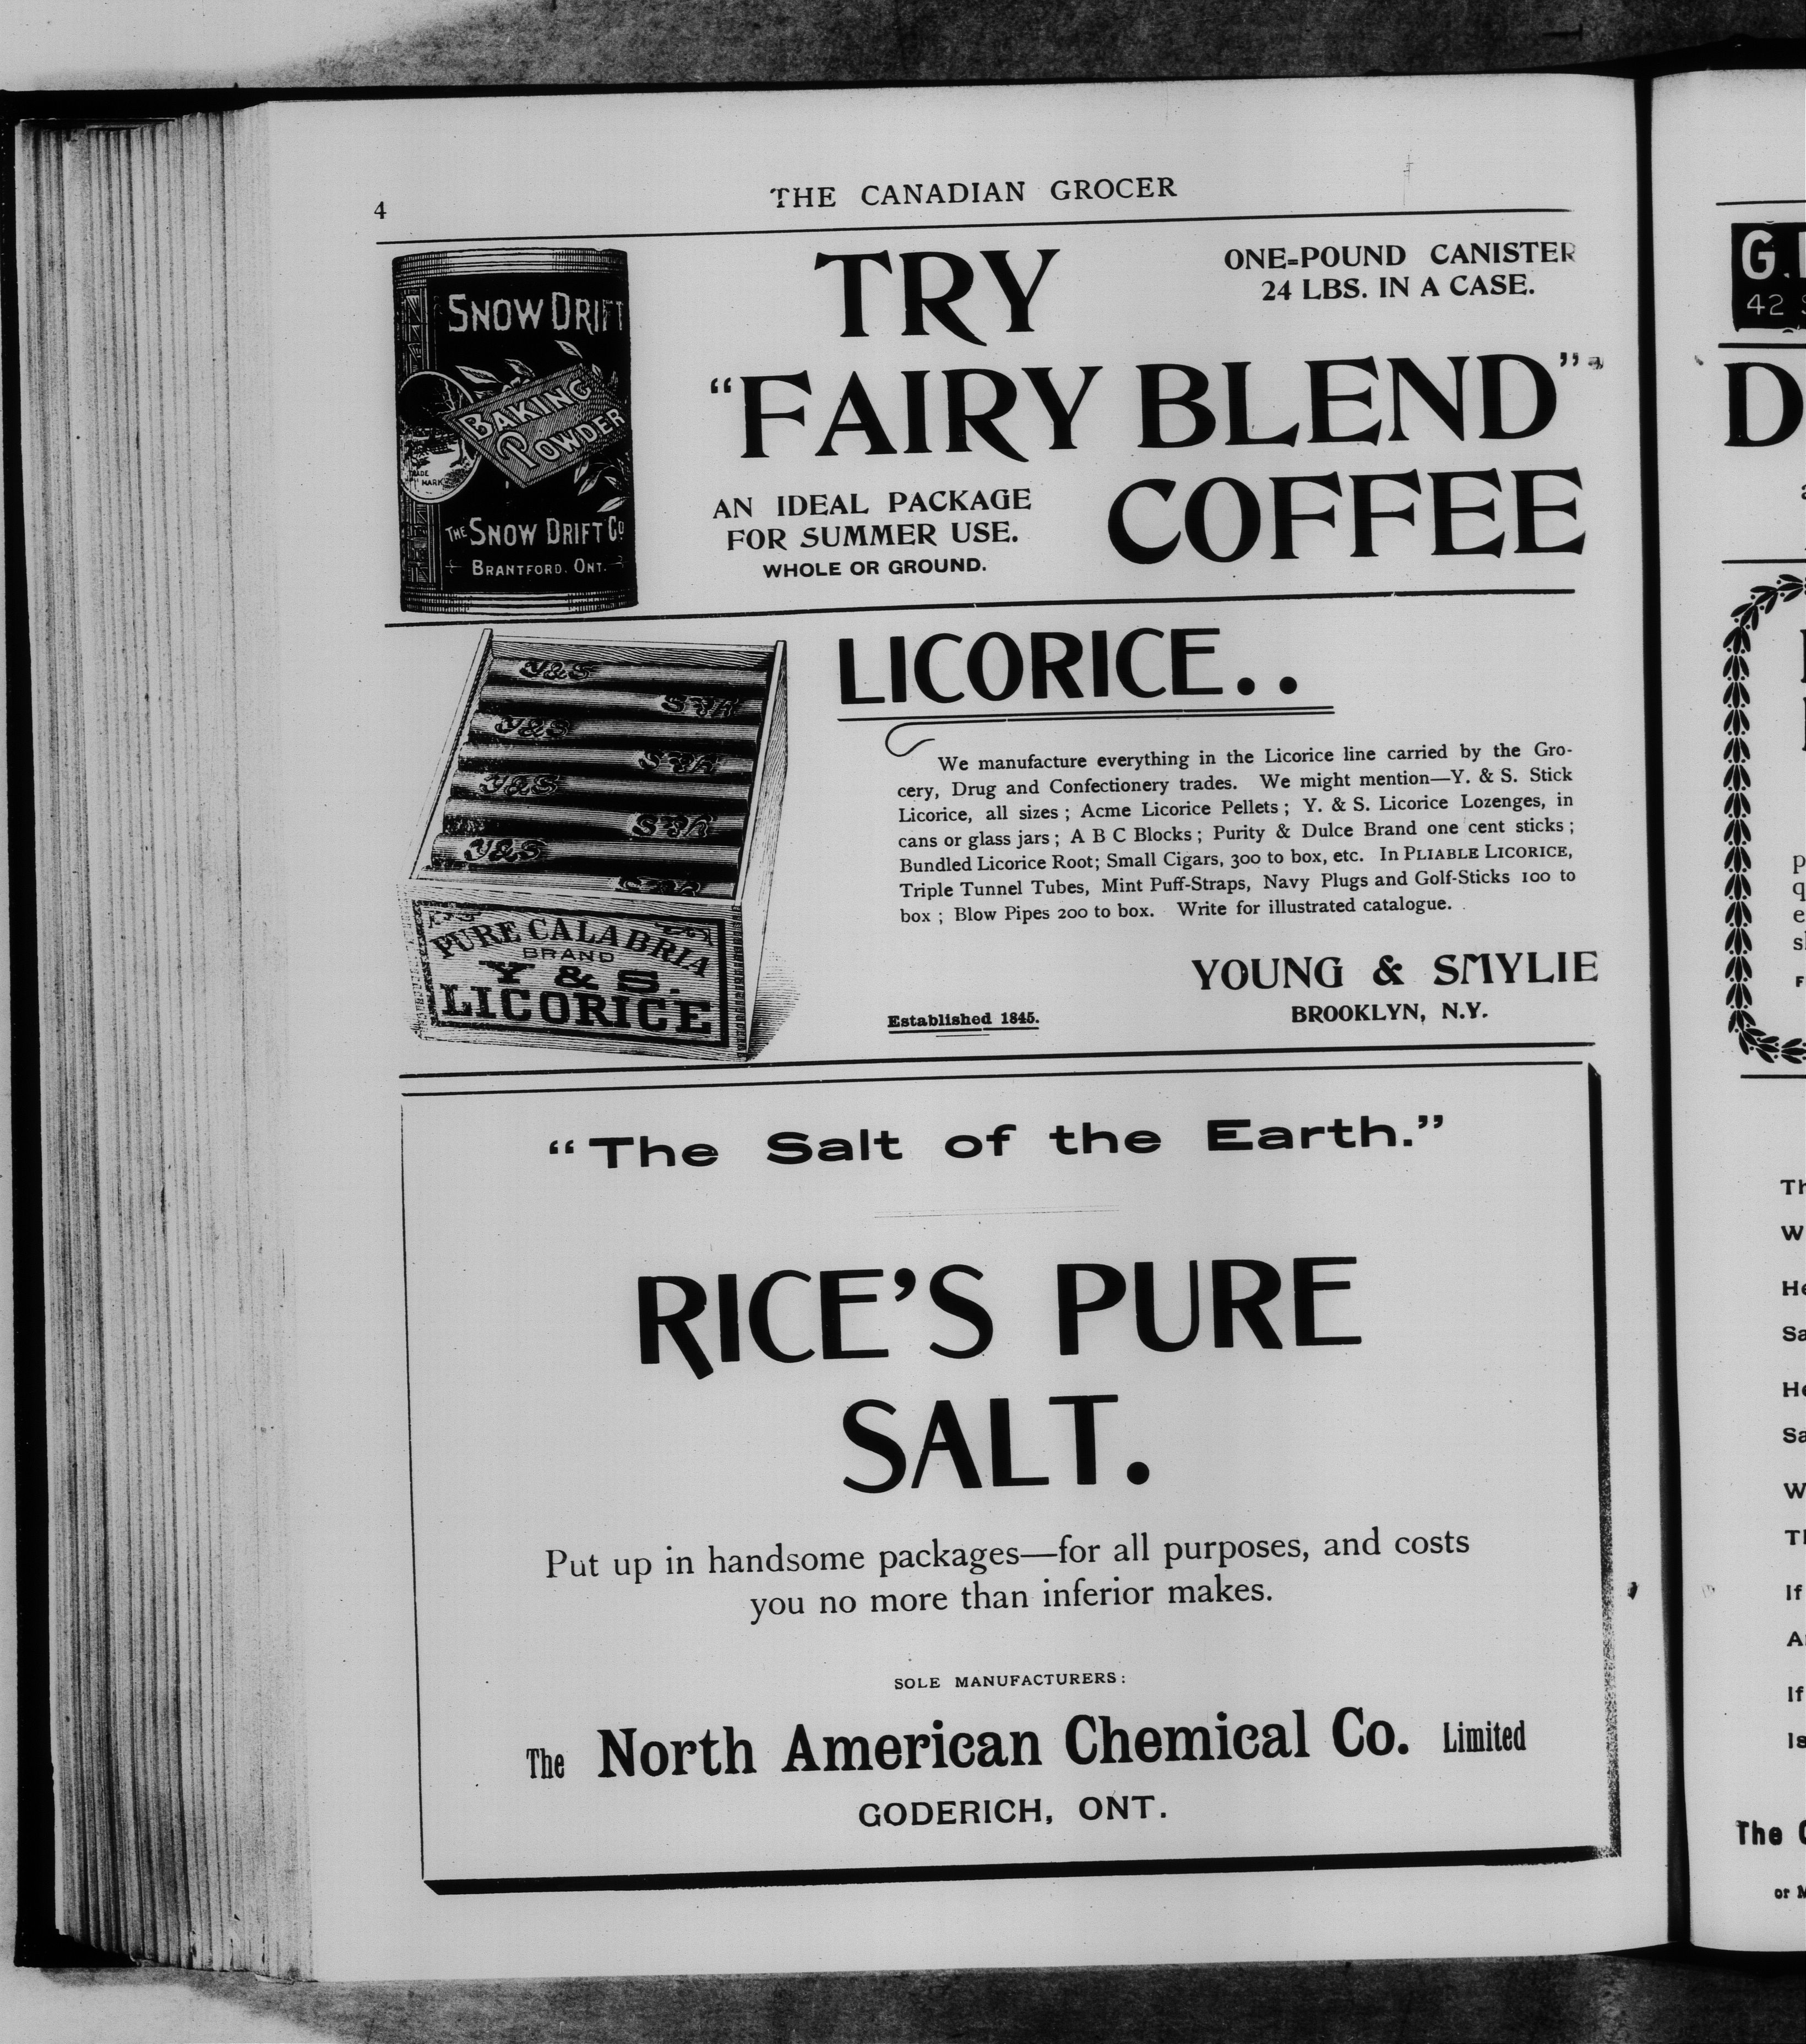 4
THE CANADIAN GROCER
SNOW DRIFT
BAKING
POWDER
TRADE
MARK
THE SNOW DRIFT CO
BRANTFORD. ONT.
TRY
ONE-POUND CANISTER
24 LBS. IN A CASE.
"FAIRY BLEND"
COFFEE
AN IDEAL PACKAGE
FOR SUMMER USE.
WHOLE OR GROUND.
Y&S
Y&S
Y&S
Y&S
Y&S
Y&S
Y&S
Y&S
PURE CALABRIA
BRAND
Y & S.
LICORICE
LICORICE..
We manufacture everything in the Licorice line carried by the Gro-
cery, Drug and Confectionery trades. We might mention—Y. & S. Stick
Licorice, all sizes; Acme Licorice Pellets; Y. & S. Licorice Lozenges, in
cans or glass jars; A B C Blocks; Purity & Dulce Brand one cent sticks;
Bundled Licorice Root; Small Cigars, 300 to box, etc. In PLIABLE LICORICE,
Triple Tunnel Tubes, Mint Puff-Straps, Navy Plugs and Golf-Sticks 100 to
box; Blow Pipes 200 to box. Write for illustrated catalogue.
YOUNG & SMYLIE
BROOKLYN, N.Y.
Established 1845.
"The Salt of the Earth."
RICE'S PURE
SALT.
Put up in handsome packages—for all purposes, and costs
you no more than inferior makes.
SOLE MANUFACTURERS:
The North American Chemical Co. Limited
GODERICH, ONT.
42
The
or